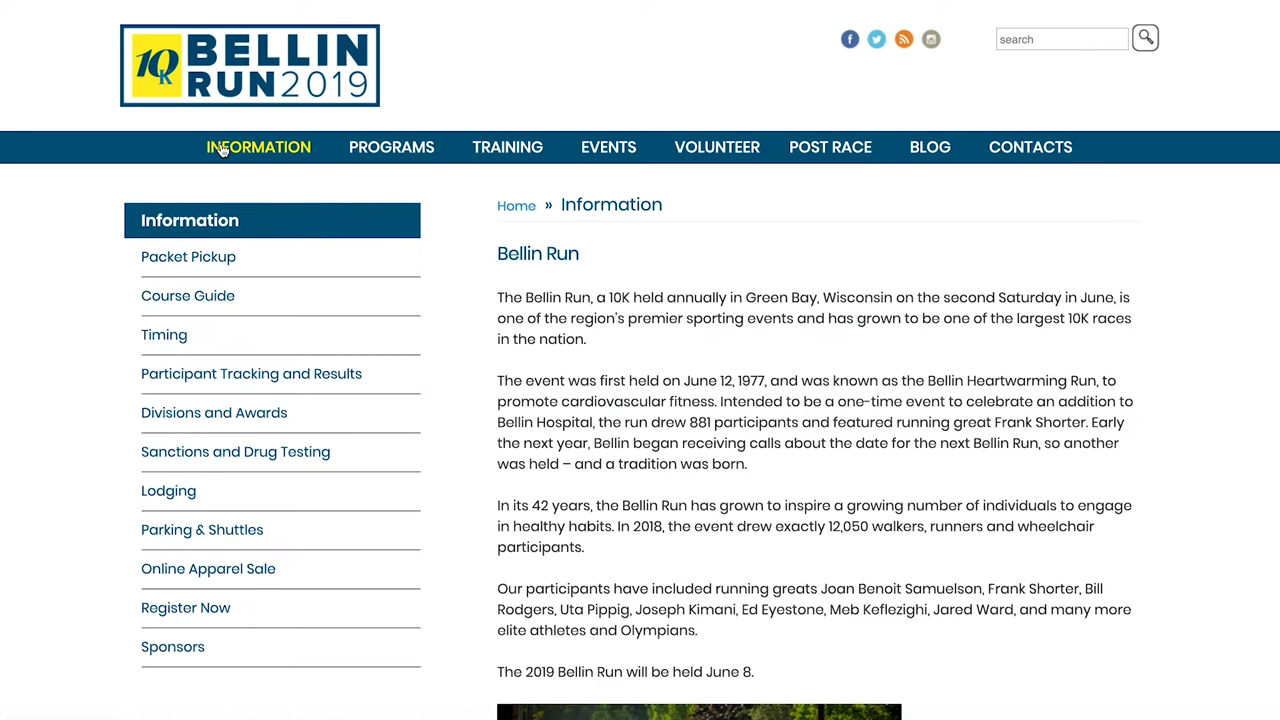 10K BELLIN
RUN2019
search
INFORMATION PROGRAMS TRAINING EVENTS VOLUNTEER POST RACE BLOG CONTACTS
Information
Packet Pickup
Course Guide
Timing
Participant Tracking and Results
Divisions and Awards
Sanctions and Drug Testing
Lodging
Parking & Shuttles
Online Apparel Sale
Register Now
Sponsors
Home » Information
Bellin Run
The Bellin Run, a 10K held annually in Green Bay, Wisconsin on the second Saturday in June, is
one of the region's premier sporting events and has grown to be one of the largest 10K races
in the nation.
The event was first held on June 12, 1977, and was known as the Bellin Heartwarming Run, to
promote cardiovascular fitness. Intended to be a one-time event to celebrate an addition to
Bellin Hospital, the run drew 881 participants and featured running great Frank Shorter. Early
the next year, Bellin began receiving calls about the date for the next Bellin Run, so another
was held – and a tradition was born.
In its 42 years, the Bellin Run has grown to inspire a growing number of individuals to engage
in healthy habits. In 2018, the event drew exactly 12,050 walkers, runners and wheelchair
participants.
Our participants have included running greats Joan Benoit Samuelson, Frank Shorter, Bill
Rodgers, Uta Pippig, Joseph Kimani, Ed Eyestone, Meb Keflezighi, Jared Ward, and many more
elite athletes and Olympians.
The 2019 Bellin Run will be held June 8.